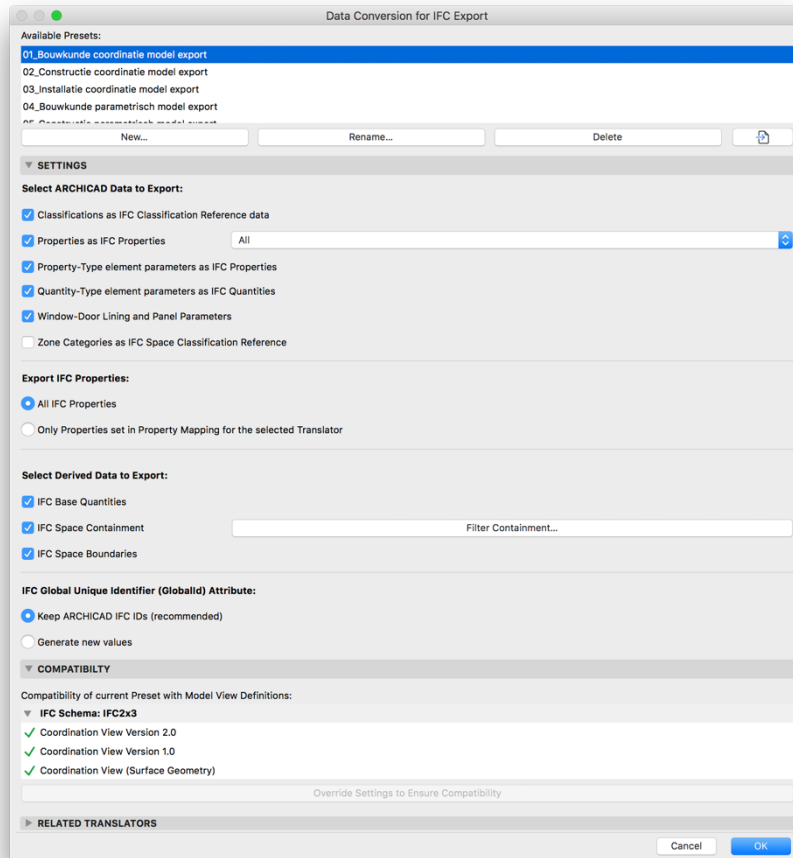 Data Conversion for IFC Export
Available Presets:
01_Bouwkunde coordinatie model export
02_Constructie coordinatie model export
03_Installatie coordinatie model export
04_Bouwkunde parametrisch model export
05_Constructie parametrisch model export
New... Rename... Delete
SETTINGS
Select ARCHICAD Data to Export:
Classifications as IFC Classification Reference data
Properties as IFC Properties All
Property-Type element parameters as IFC Properties
Quantity-Type element parameters as IFC Quantities
Window-Door Lining and Panel Parameters
Zone Categories as IFC Space Classification Reference
Export IFC Properties:
All IFC Properties
Only Properties set in Property Mapping for the selected Translator
Select Derived Data to Export:
IFC Base Quantities
IFC Space Containment Filter Containment...
IFC Space Boundaries
IFC Global Unique Identifier (GlobalId) Attribute:
Keep ARCHICAD IFC IDs (recommended)
Generate new values
COMPATIBILTY
Compatibility of current Preset with Model View Definitions:
IFC Schema: IFC2x3
Coordination View Version 2.0
Coordination View Version 1.0
Coordination View (Surface Geometry)
Override Settings to Ensure Compatibility
RELATED TRANSLATORS
Cancel OK